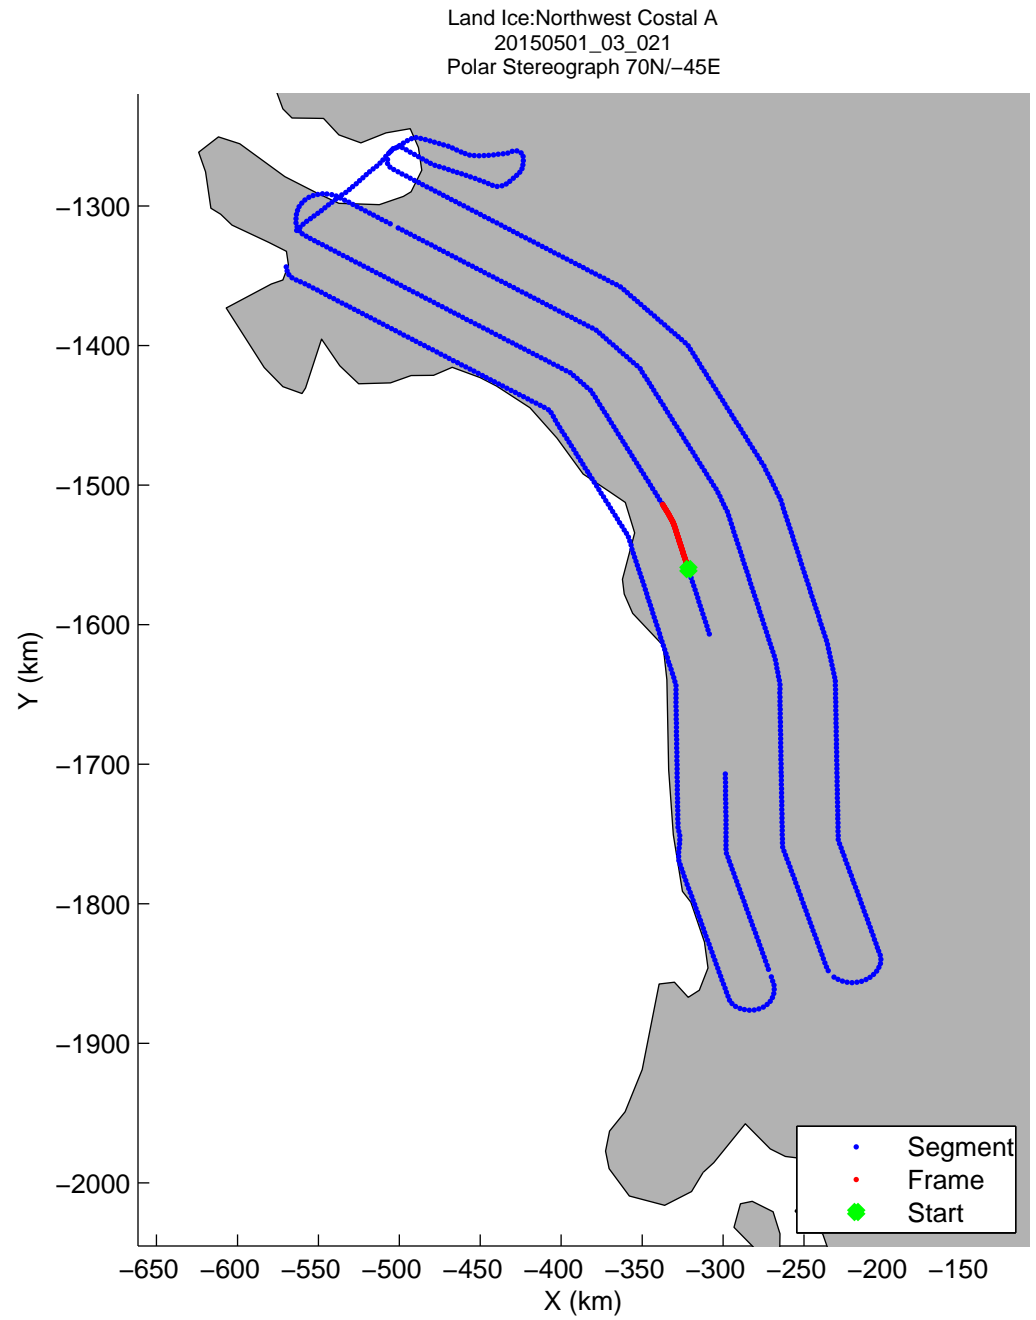 Land Ice:Northwest Costal A
20150501_03_021
Polar Stereograph 70N/−45E
−1300
−1400
−1500
−1600
−1700
−1800
−1900
−2000
Y (km)
Segment
Frame
Start
−650 −600 −550 −500 −450 −400 −350 −300 −250 −200 −150
X (km)